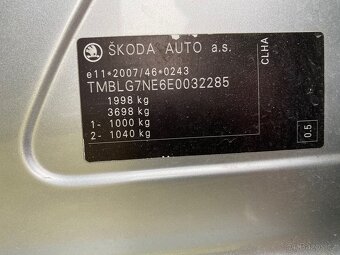 ŠKODA AUTO a.s.
e11*2007/46*0243
TMBLG7NE6E0032285
1998 kg
3698 kg
1- 1000 kg
2- 1040 kg
CLHA
0.5